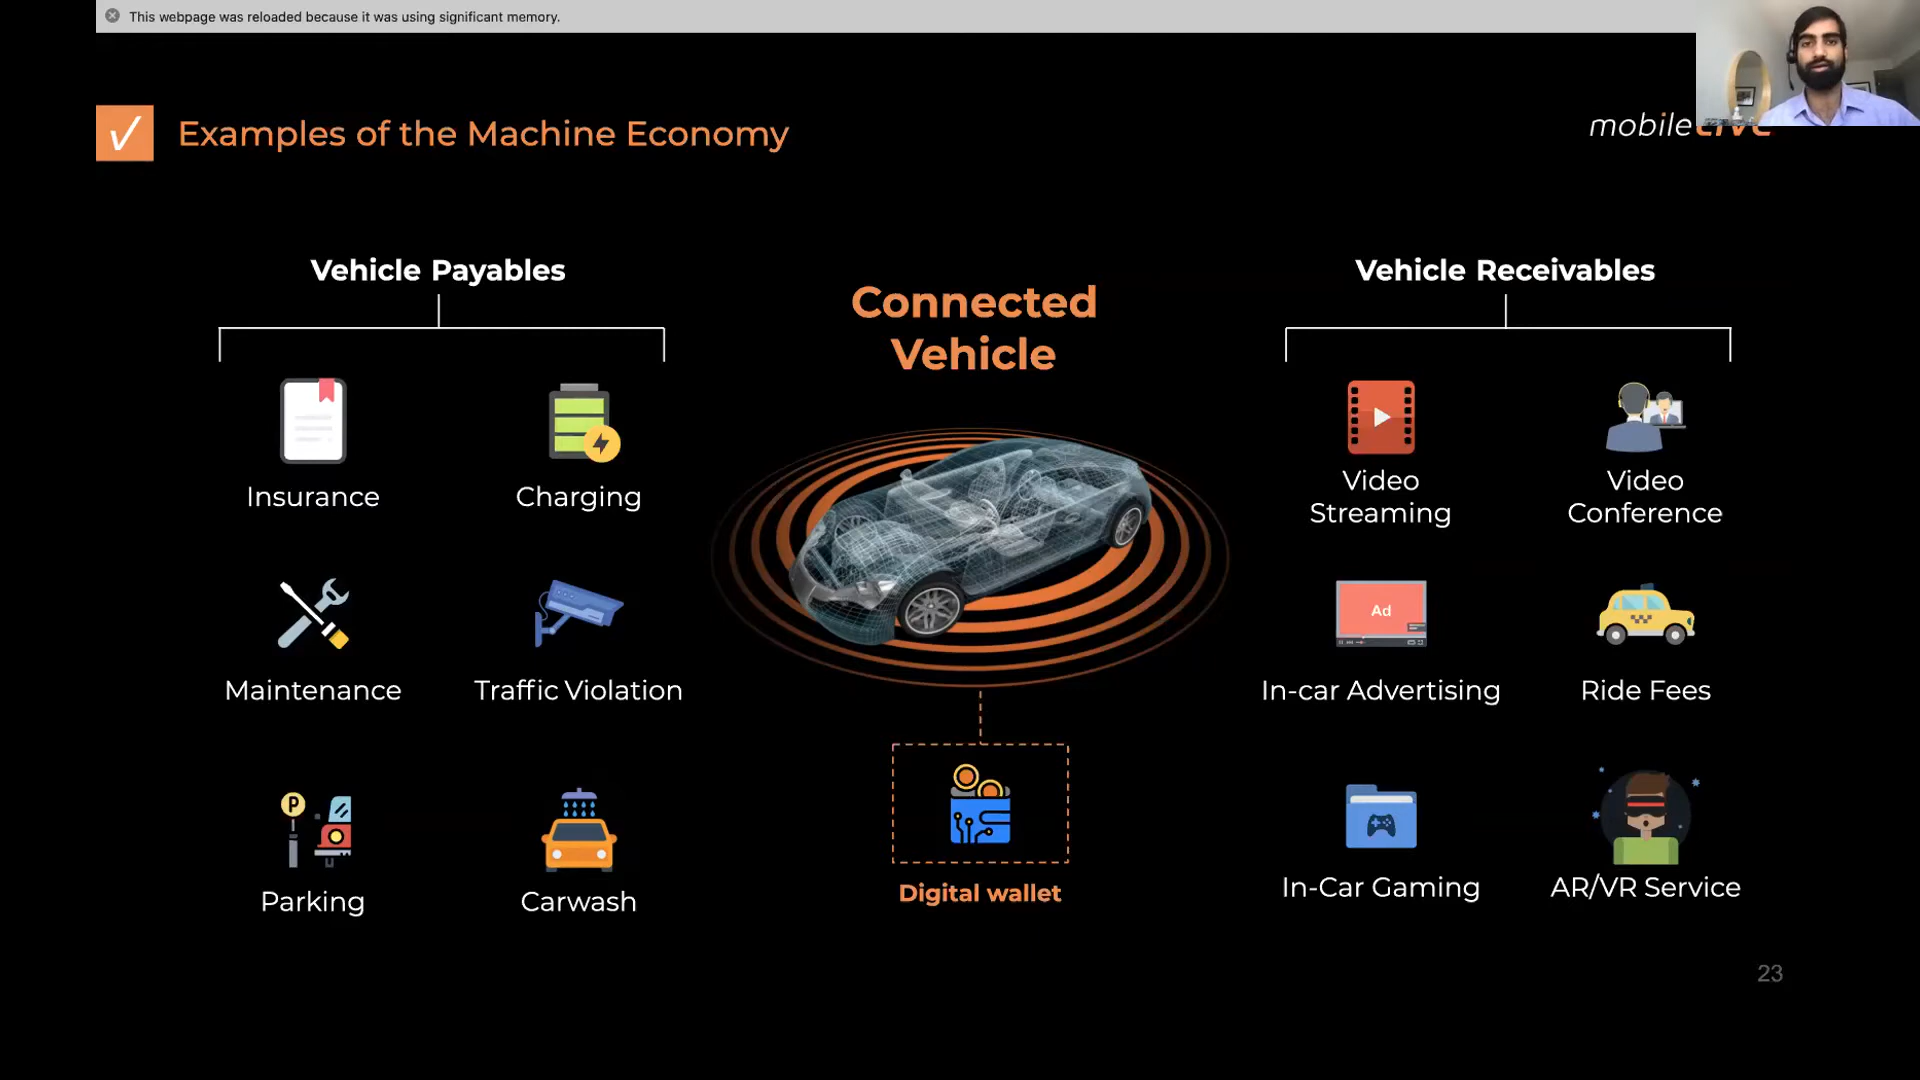 This webpage was reloaded because it was using significant memory.
Examples of the Machine Economy
mobileLIVE
Vehicle Payables
Connected
Vehicle
Vehicle Receivables
Insurance
Charging
Video
Streaming
Video
Conference
Maintenance
Traffic Violation
Ad
In-car Advertising
Ride Fees
P
Parking
Carwash
Digital wallet
In-Car Gaming
AR/VR Service
23